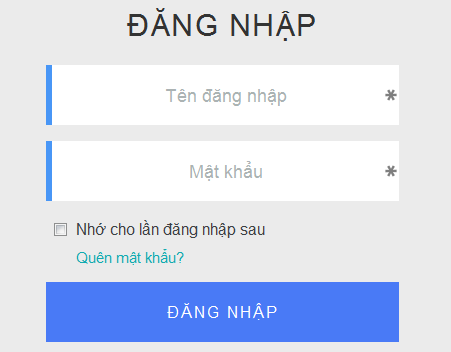 ĐĂNG NHẬP
Tên đăng nhập *
Mật khẩu *
Nhớ cho lần đăng nhập sau
Quên mật khẩu?
ĐĂNG NHẬP